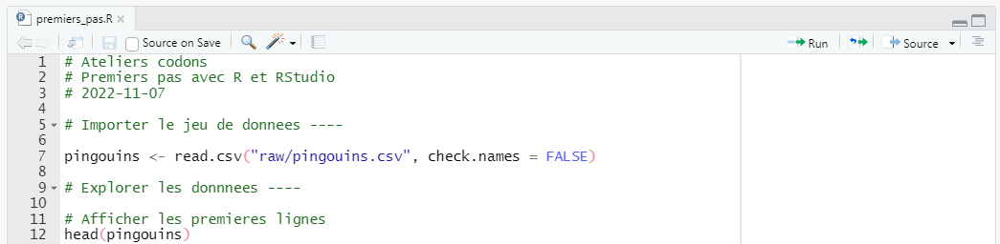 premiers_pas.R
Source on Save
Run
Source
1 # Ateliers codons
2 # Premiers pas avec R et RStudio
3 # 2022-11-07
4
5 # Importer le jeu de donnees ----
6
7 pingouins <- read.csv("raw/pingouins.csv", check.names = FALSE)
8
9 # Explorer les donnnees ----
10
11 # Afficher les premieres lignes
12 head(pingouins)